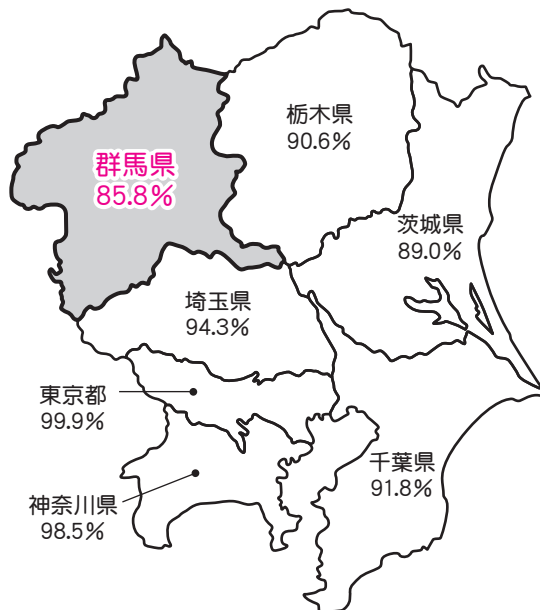 栃木県
90.6%
群馬県
85.8%
茨城県
89.0%
埼玉県
94.3%
東京都
99.9%
千葉県
91.8%
神奈川県
98.5%